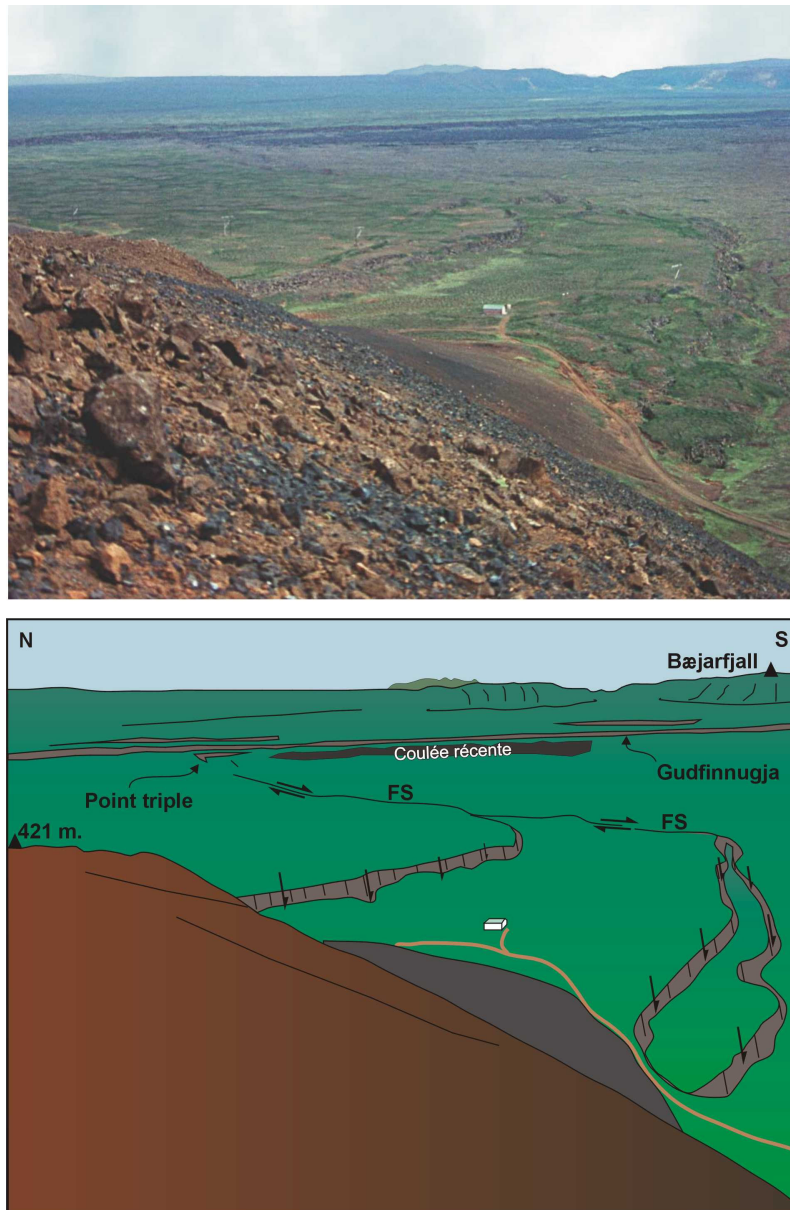 N
S
Bæjarfjall
Coulée récente
Gudfinnugja
Point triple
FS
421 m.
FS